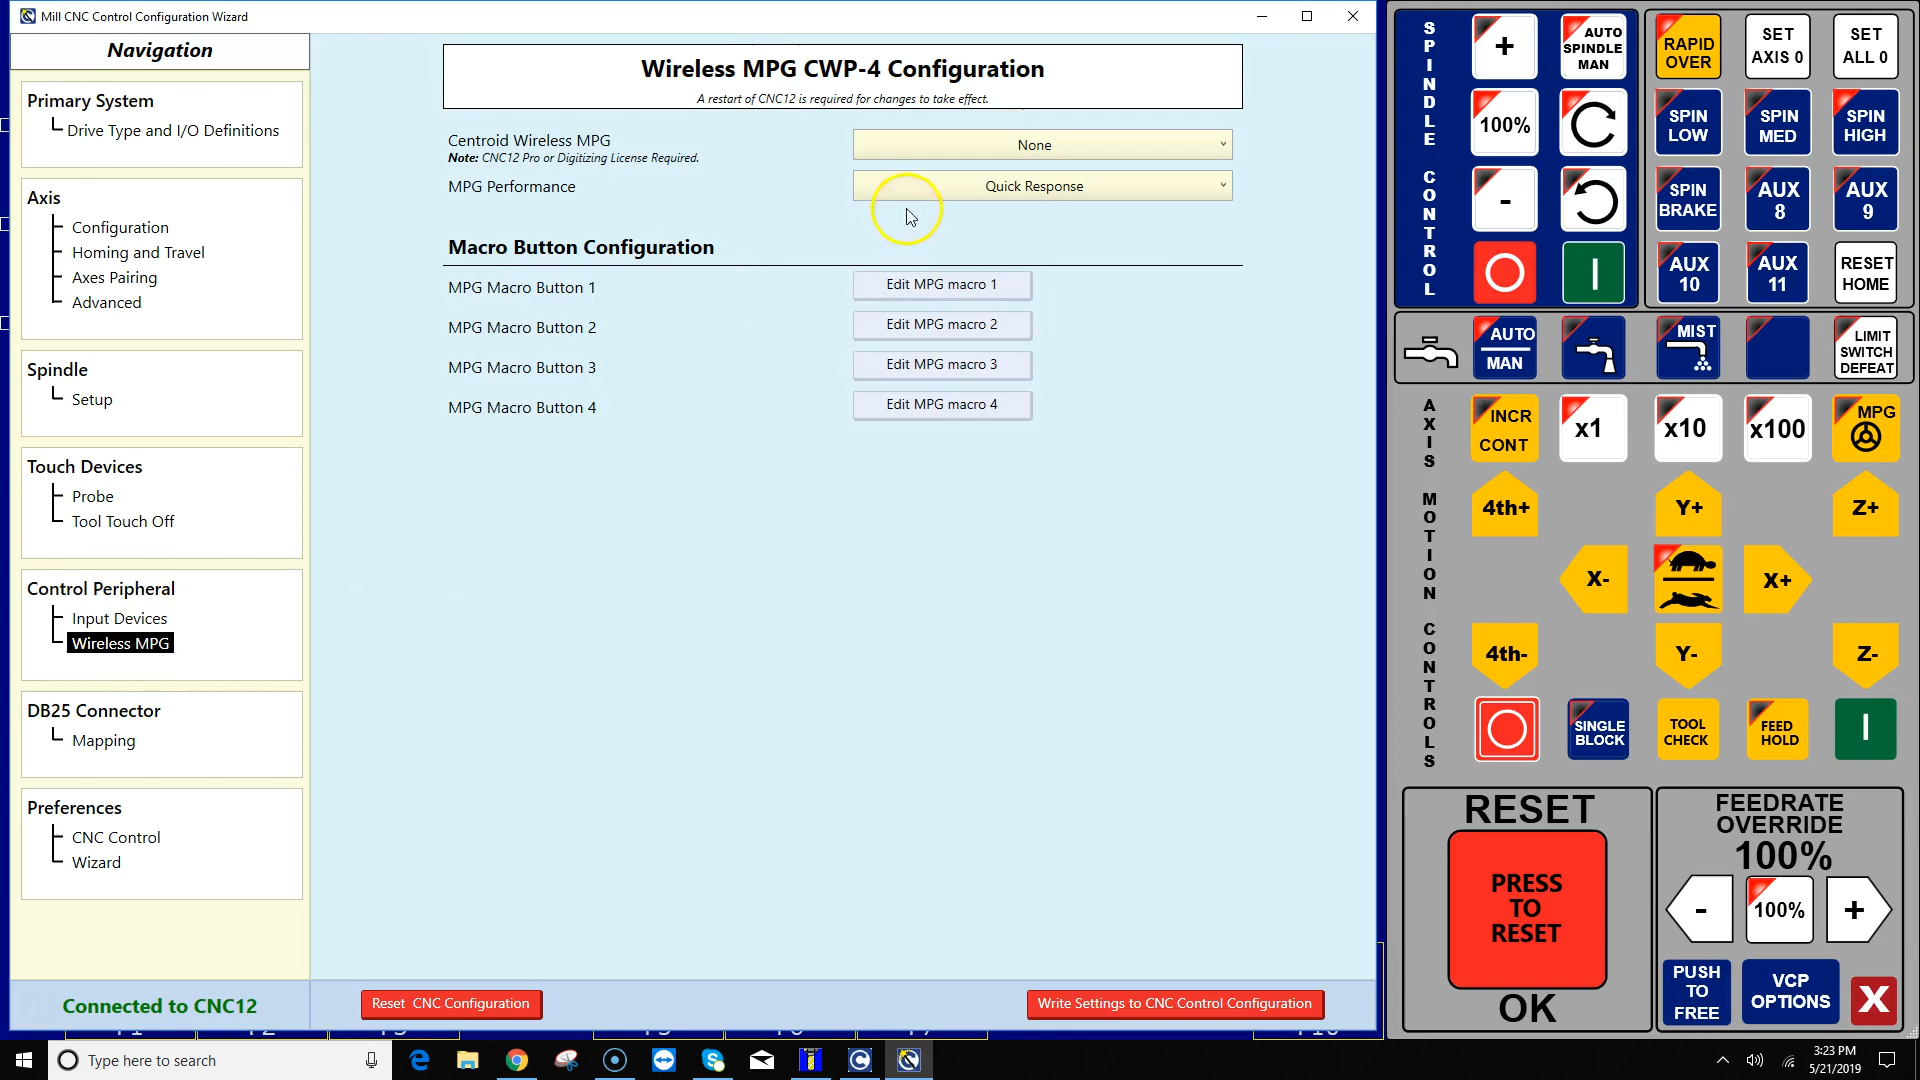 Mill CNC Control Configuration Wizard
Navigation
Primary System
Drive Type and I/O Definitions
Axis
Configuration
Homing and Travel
Axes Pairing
Advanced
Spindle
Setup
Touch Devices
Probe
Tool Touch Off
Control Peripheral
Input Devices
Wireless MPG
DB25 Connector
Mapping
Preferences
CNC Control
Wizard
Connected to CNC12
Wireless MPG CWP-4 Configuration
A restart of CNC12 is required for changes to take effect.
Centroid Wireless MPG
None
Note: CNC12 Pro or Digitizing License Required.
MPG Performance
Quick Response
Macro Button Configuration
MPG Macro Button 1
Edit MPG macro 1
MPG Macro Button 2
Edit MPG macro 2
MPG Macro Button 3
Edit MPG macro 3
MPG Macro Button 4
Edit MPG macro 4
Reset CNC Configuration
Write Settings to CNC Control Configuration
SPINDLE CONTROL
+
AUTO
SPINDLE
MAN
100%
-
RAPID
OVER
SET
AXIS 0
SET
ALL 0
SPIN
LOW
SPIN
MED
SPIN
HIGH
SPIN
BRAKE
AUX
8
AUX
9
AUX
10
AUX
11
RESET
HOME
AUTO
MAN
MIST
LIMIT
SWITCH
DEFEAT
AXIS MOTION CONTROLS
INCR
CONT
x1
x10
x100
MPG
4th+
Y+
Z+
X-
X+
4th-
Y-
Z-
SINGLE
BLOCK
TOOL
CHECK
FEED
HOLD
RESET
PRESS
TO
RESET
OK
FEEDRATE
OVERRIDE
100%
-
100%
+
PUSH
TO
FREE
VCP
OPTIONS
X
Type here to search
3:23 PM
5/21/2019